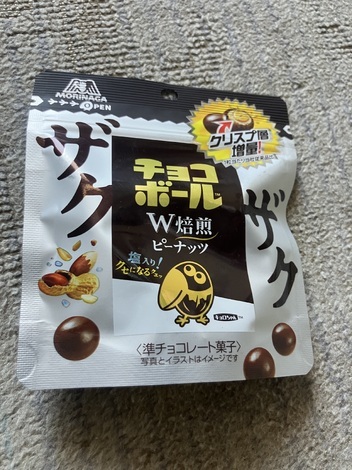 MORINAGA
OPEN
クリスプ層
増量!
ザク
チョコ
ボール
W焙煎
ピーナッツ
塩入り!
クセになるクエッ
ザク
キョロちゃん
〈準チョコレート菓子〉
写真とイラストはイメージです